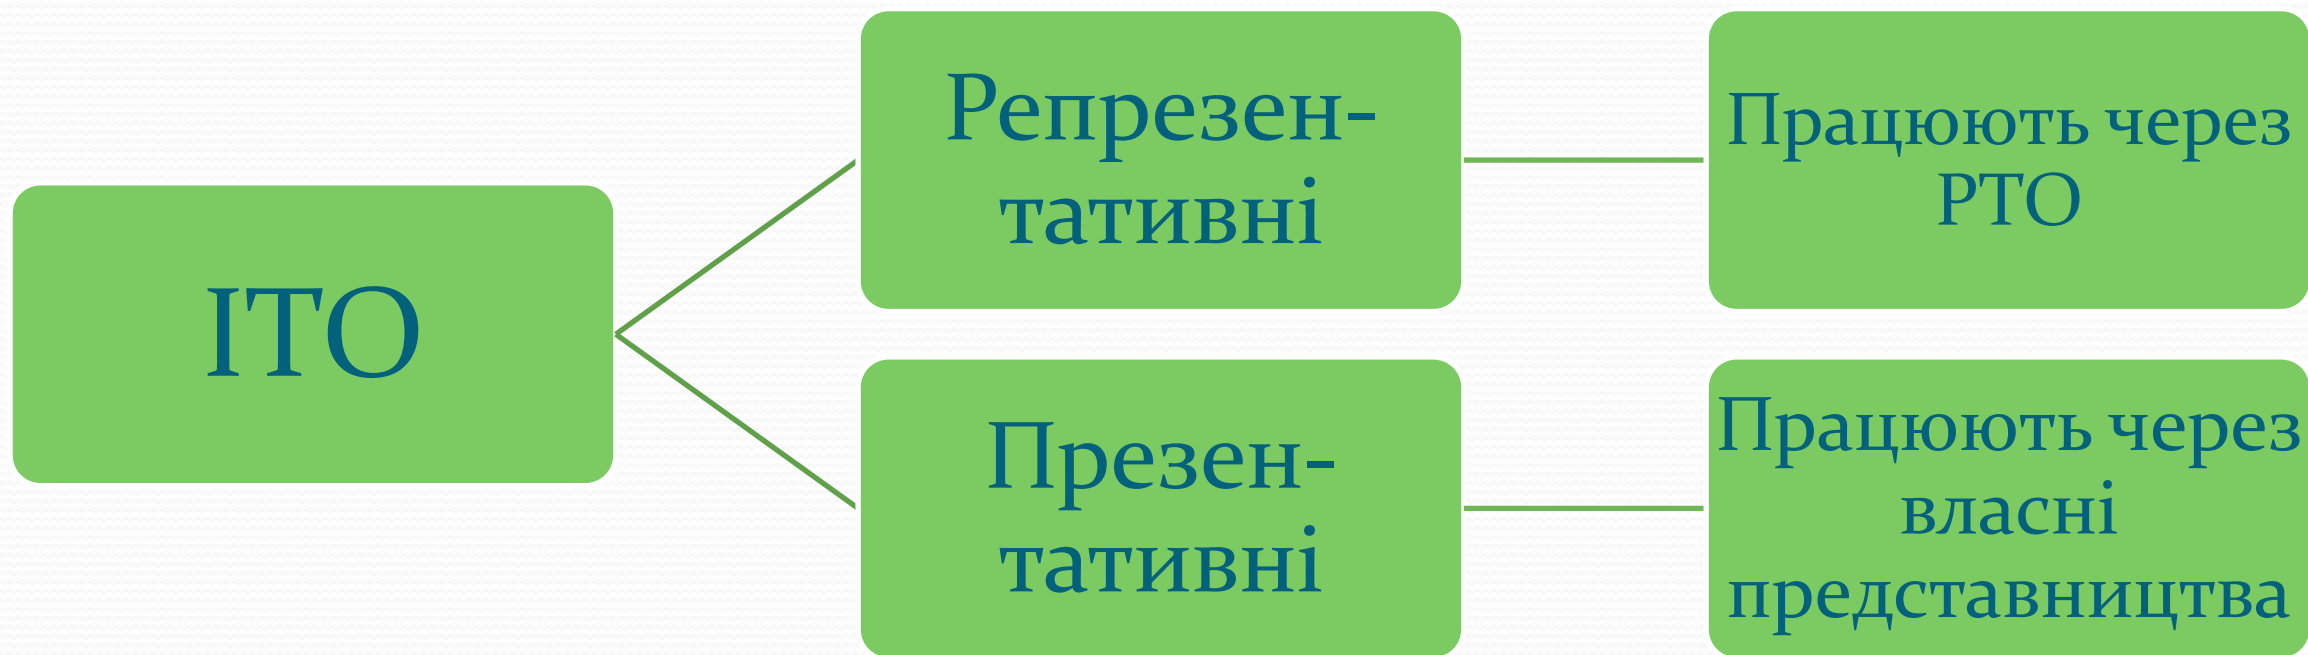 ІТО
Репрезен-
тативні
Працюють через
РТО
Презен-
тативні
Працюють через
власні
представництва